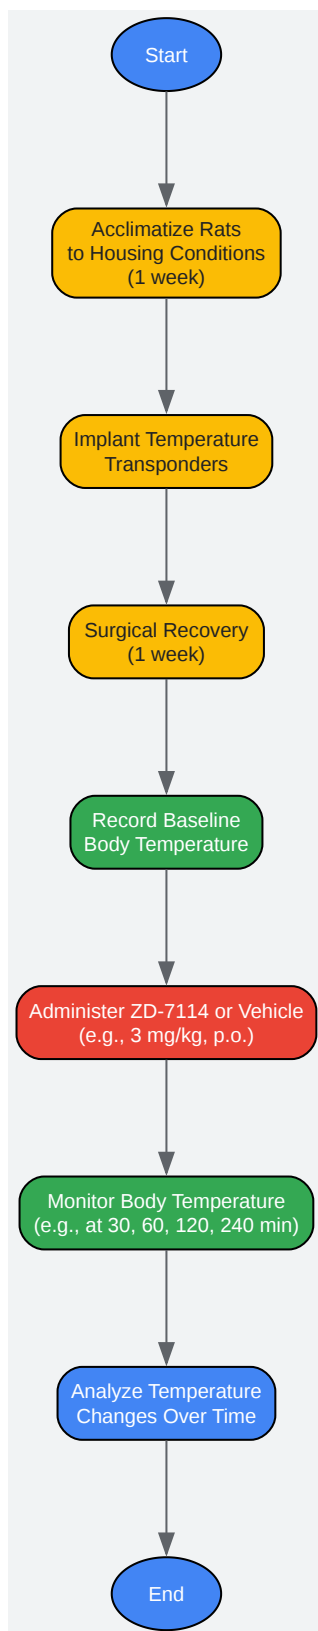 Start
Acclimatize Rats
to Housing Conditions
(1 week)
Implant Temperature
Transponders
Surgical Recovery
(1 week)
Record Baseline
Body Temperature
Administer ZD-7114 or Vehicle
(e.g., 3 mg/kg, p.o.)
Monitor Body Temperature
(e.g., at 30, 60, 120, 240 min)
Analyze Temperature
Changes Over Time
End